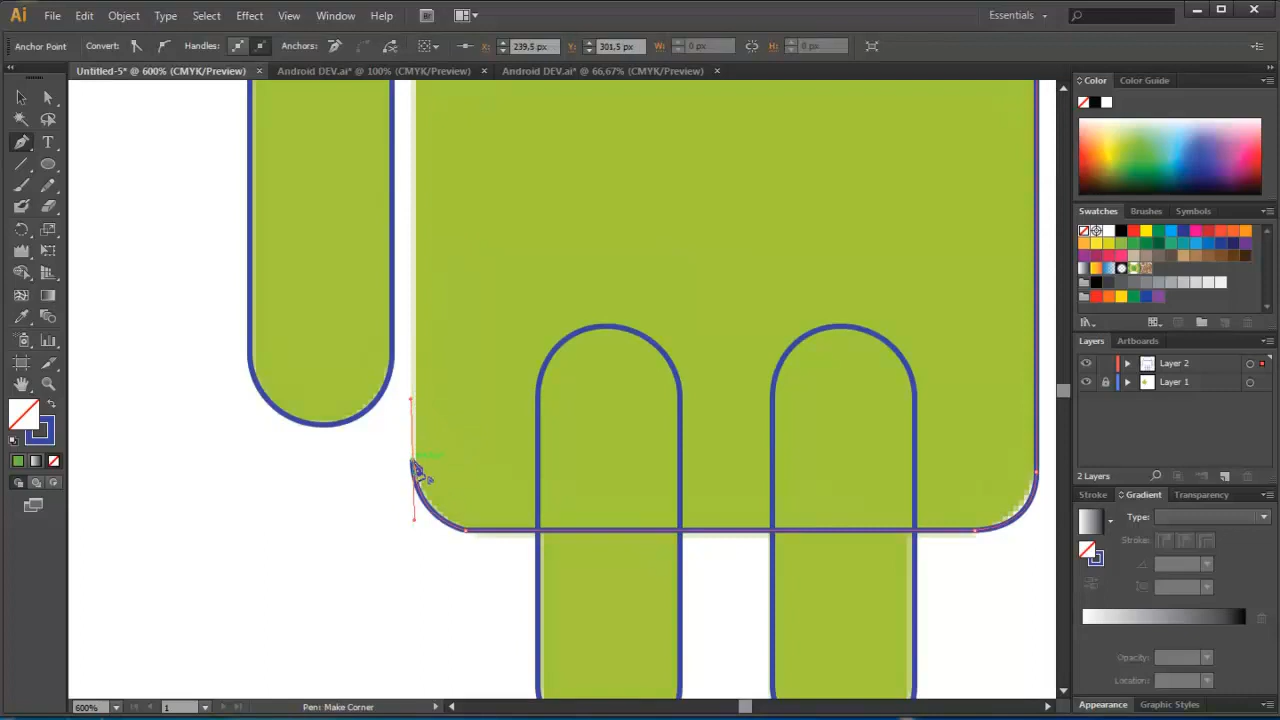 Ai File Edit Object Type Select Effect View Window Help Br Essentials
Anchor Point Convert: Handles: Anchors: X: 239,5 px Y: 301,5 px W: 0 px H: 0 px
Untitled-5* @ 600% (CMYK/Preview) × Android DEV.ai* @ 100% (CMYK/Preview) × Android DEV.ai* @ 66,67% (CMYK/Preview) ×
Color Color Guide
Swatches Brushes Symbols
Layers Artboards
Layer 2
Layer 1
2 Layers
Stroke Gradient Transparency
Type:
Stroke:
Opacity:
Location:
Appearance Graphic Styles
600% 1 Pen: Make Corner